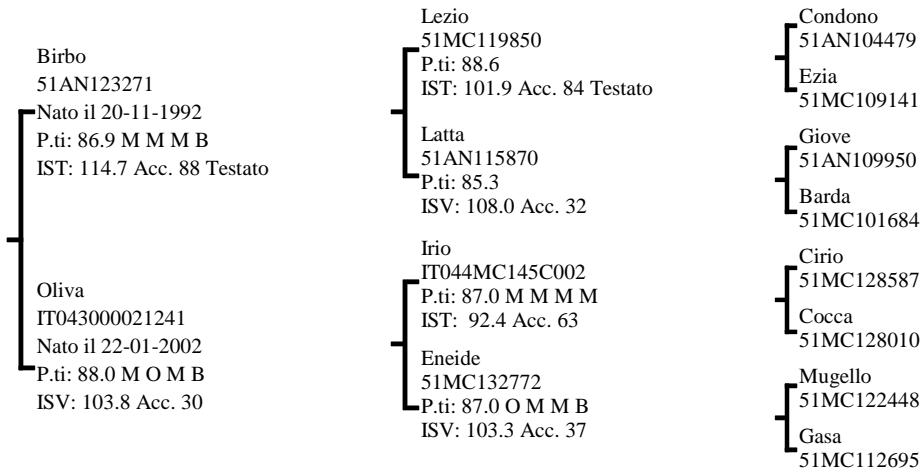 Birbo
51AN123271
Nato il 20-11-1992
P.ti: 86.9 M M M B
IST: 114.7 Acc. 88 Testato
Oliva
IT043000021241
Nato il 22-01-2002
P.ti: 88.0 M O M B
ISV: 103.8 Acc. 30
Lezio
51MC119850
P.ti: 88.6
IST: 101.9 Acc. 84 Testato
Latta
51AN115870
P.ti: 85.3
ISV: 108.0 Acc. 32
Irio
IT044MC145C002
P.ti: 87.0 M M M M
IST: 92.4 Acc. 63
Eneide
51MC132772
P.ti: 87.0 O M M B
ISV: 103.3 Acc. 37
Condono
51AN104479
Ezia
51MC109141
Giove
51AN109950
Barda
51MC101684
Cirio
51MC128587
Cocca
51MC128010
Mugello
51MC122448
Gasa
51MC112695